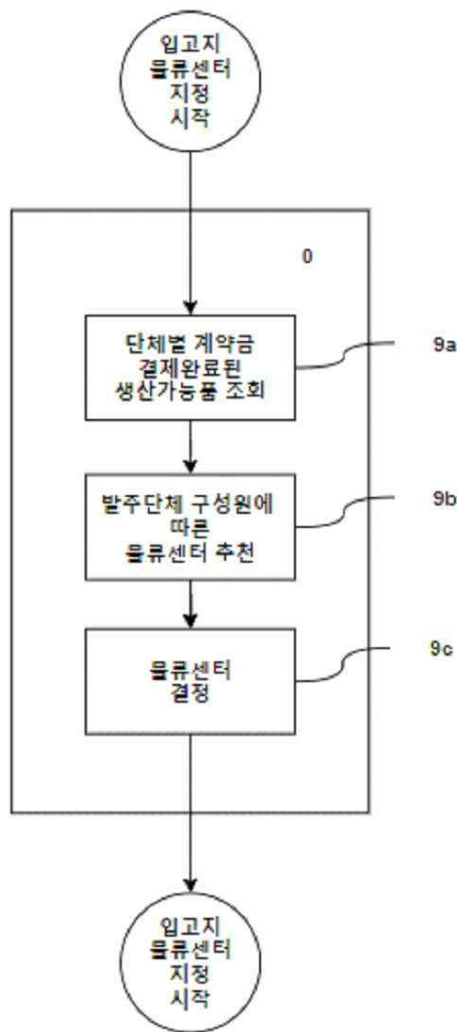 입고지
물류센터
지정
시작
0
단체별 계약금
결제완료된
생산가능품 조회
9a
발주단체 구성원에
따른
물류센터 추천
9b
물류센터
결정
9c
입고지
물류센터
지정
시작